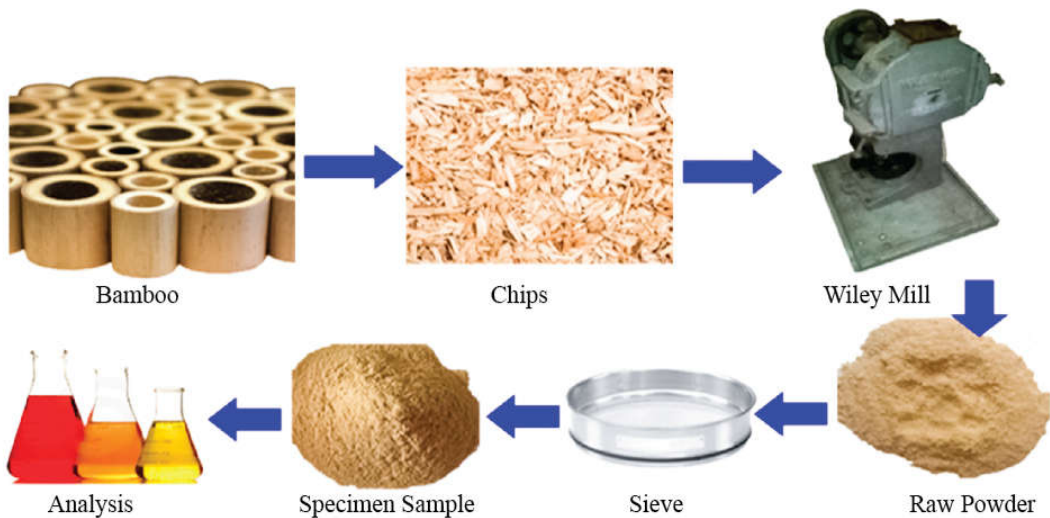 Bamboo
Chips
Wiley Mill
Raw Powder
Sieve
Specimen Sample
Analysis